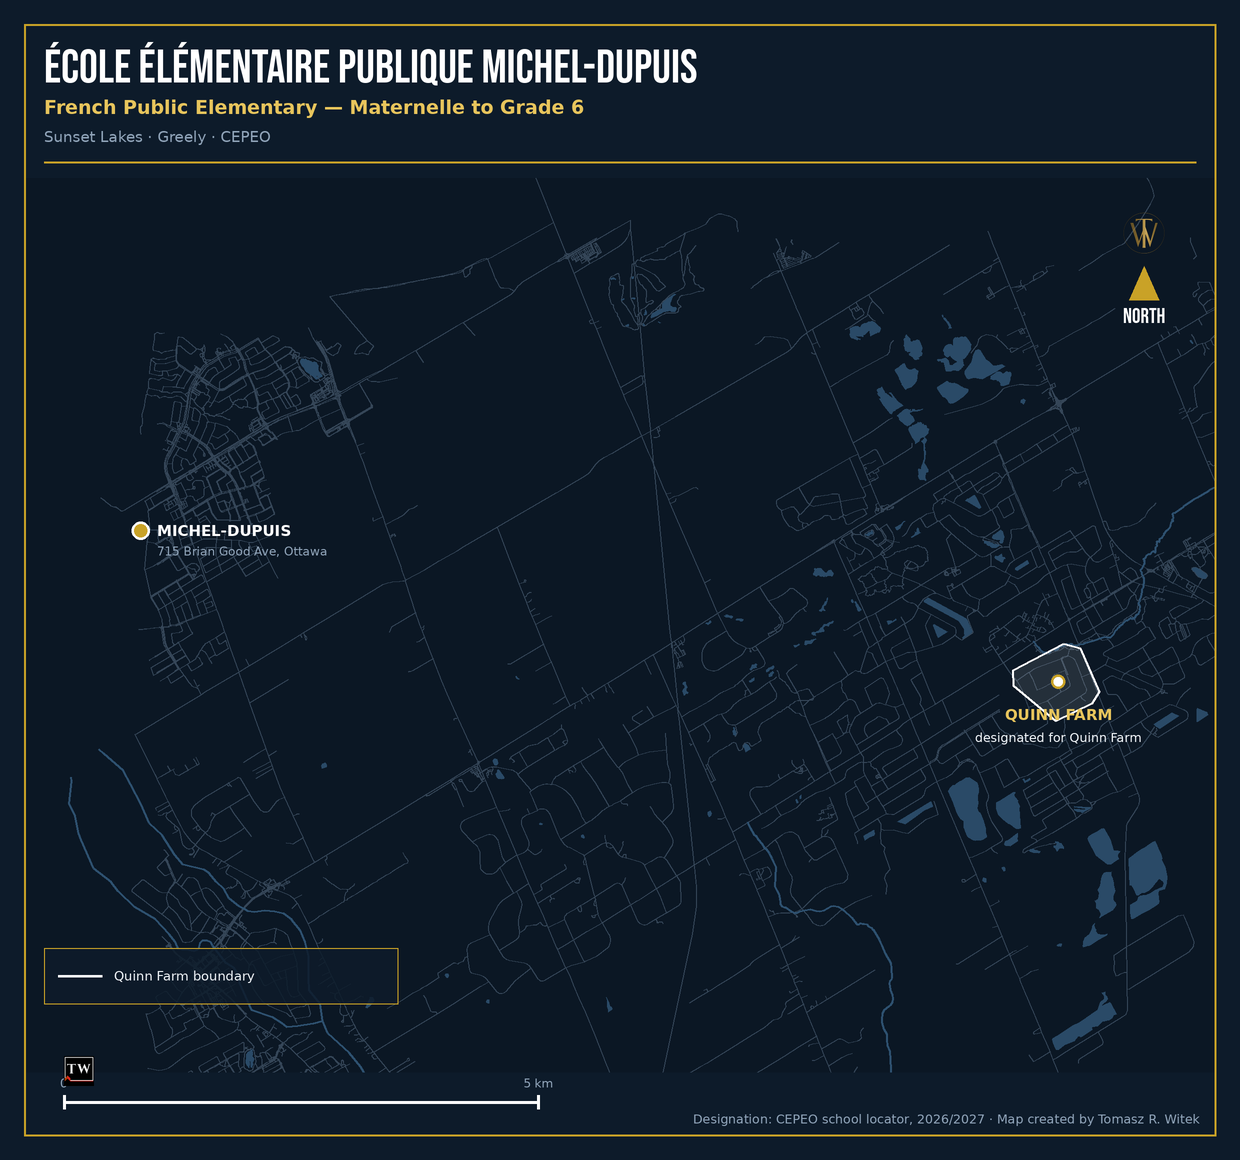 ÉCOLE ÉLÉMENTAIRE PUBLIQUE MICHEL-DUPUIS
French Public Elementary — Maternelle to Grade 6
Sunset Lakes · Greely · CEPEO
TW
NORTH
MICHEL-DUPUIS
715 Brian Good Ave, Ottawa
QUINN FARM
designated for Quinn Farm
Quinn Farm boundary
TW
0 5 km
Designation: CEPEO school locator, 2026/2027 · Map created by Tomasz R. Witek